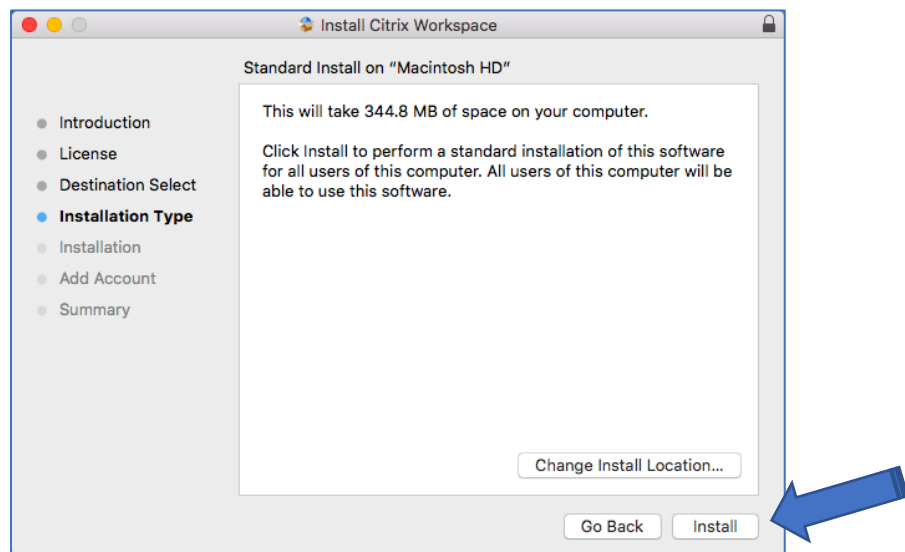 Install Citrix Workspace
Standard Install on "Macintosh HD"
Introduction
License
Destination Select
Installation Type
Installation
Add Account
Summary
This will take 344.8 MB of space on your computer.
Click Install to perform a standard installation of this software
for all users of this computer. All users of this computer will be
able to use this software.
Change Install Location...
Go Back
Install